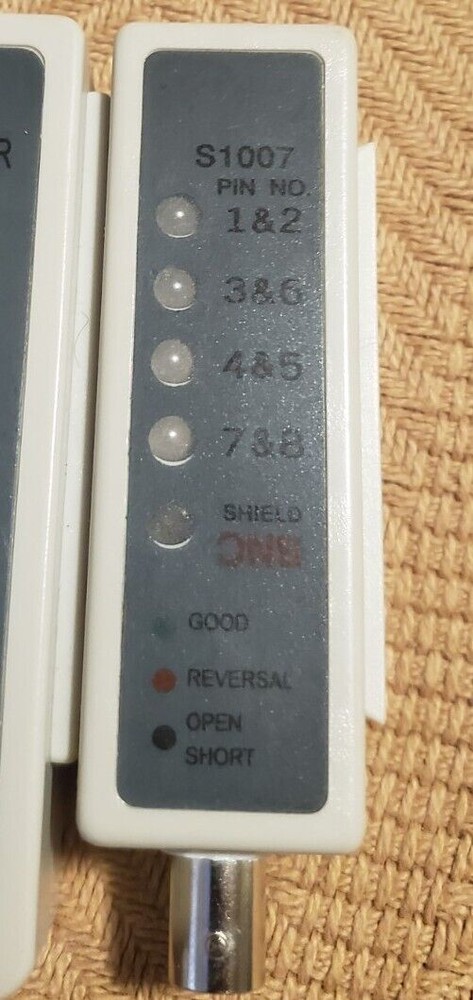 R
S1007
PIN NO.
1&2
3&6
4&5
7&8
SHIELD
BNC
GOOD
REVERSAL
OPEN
SHORT